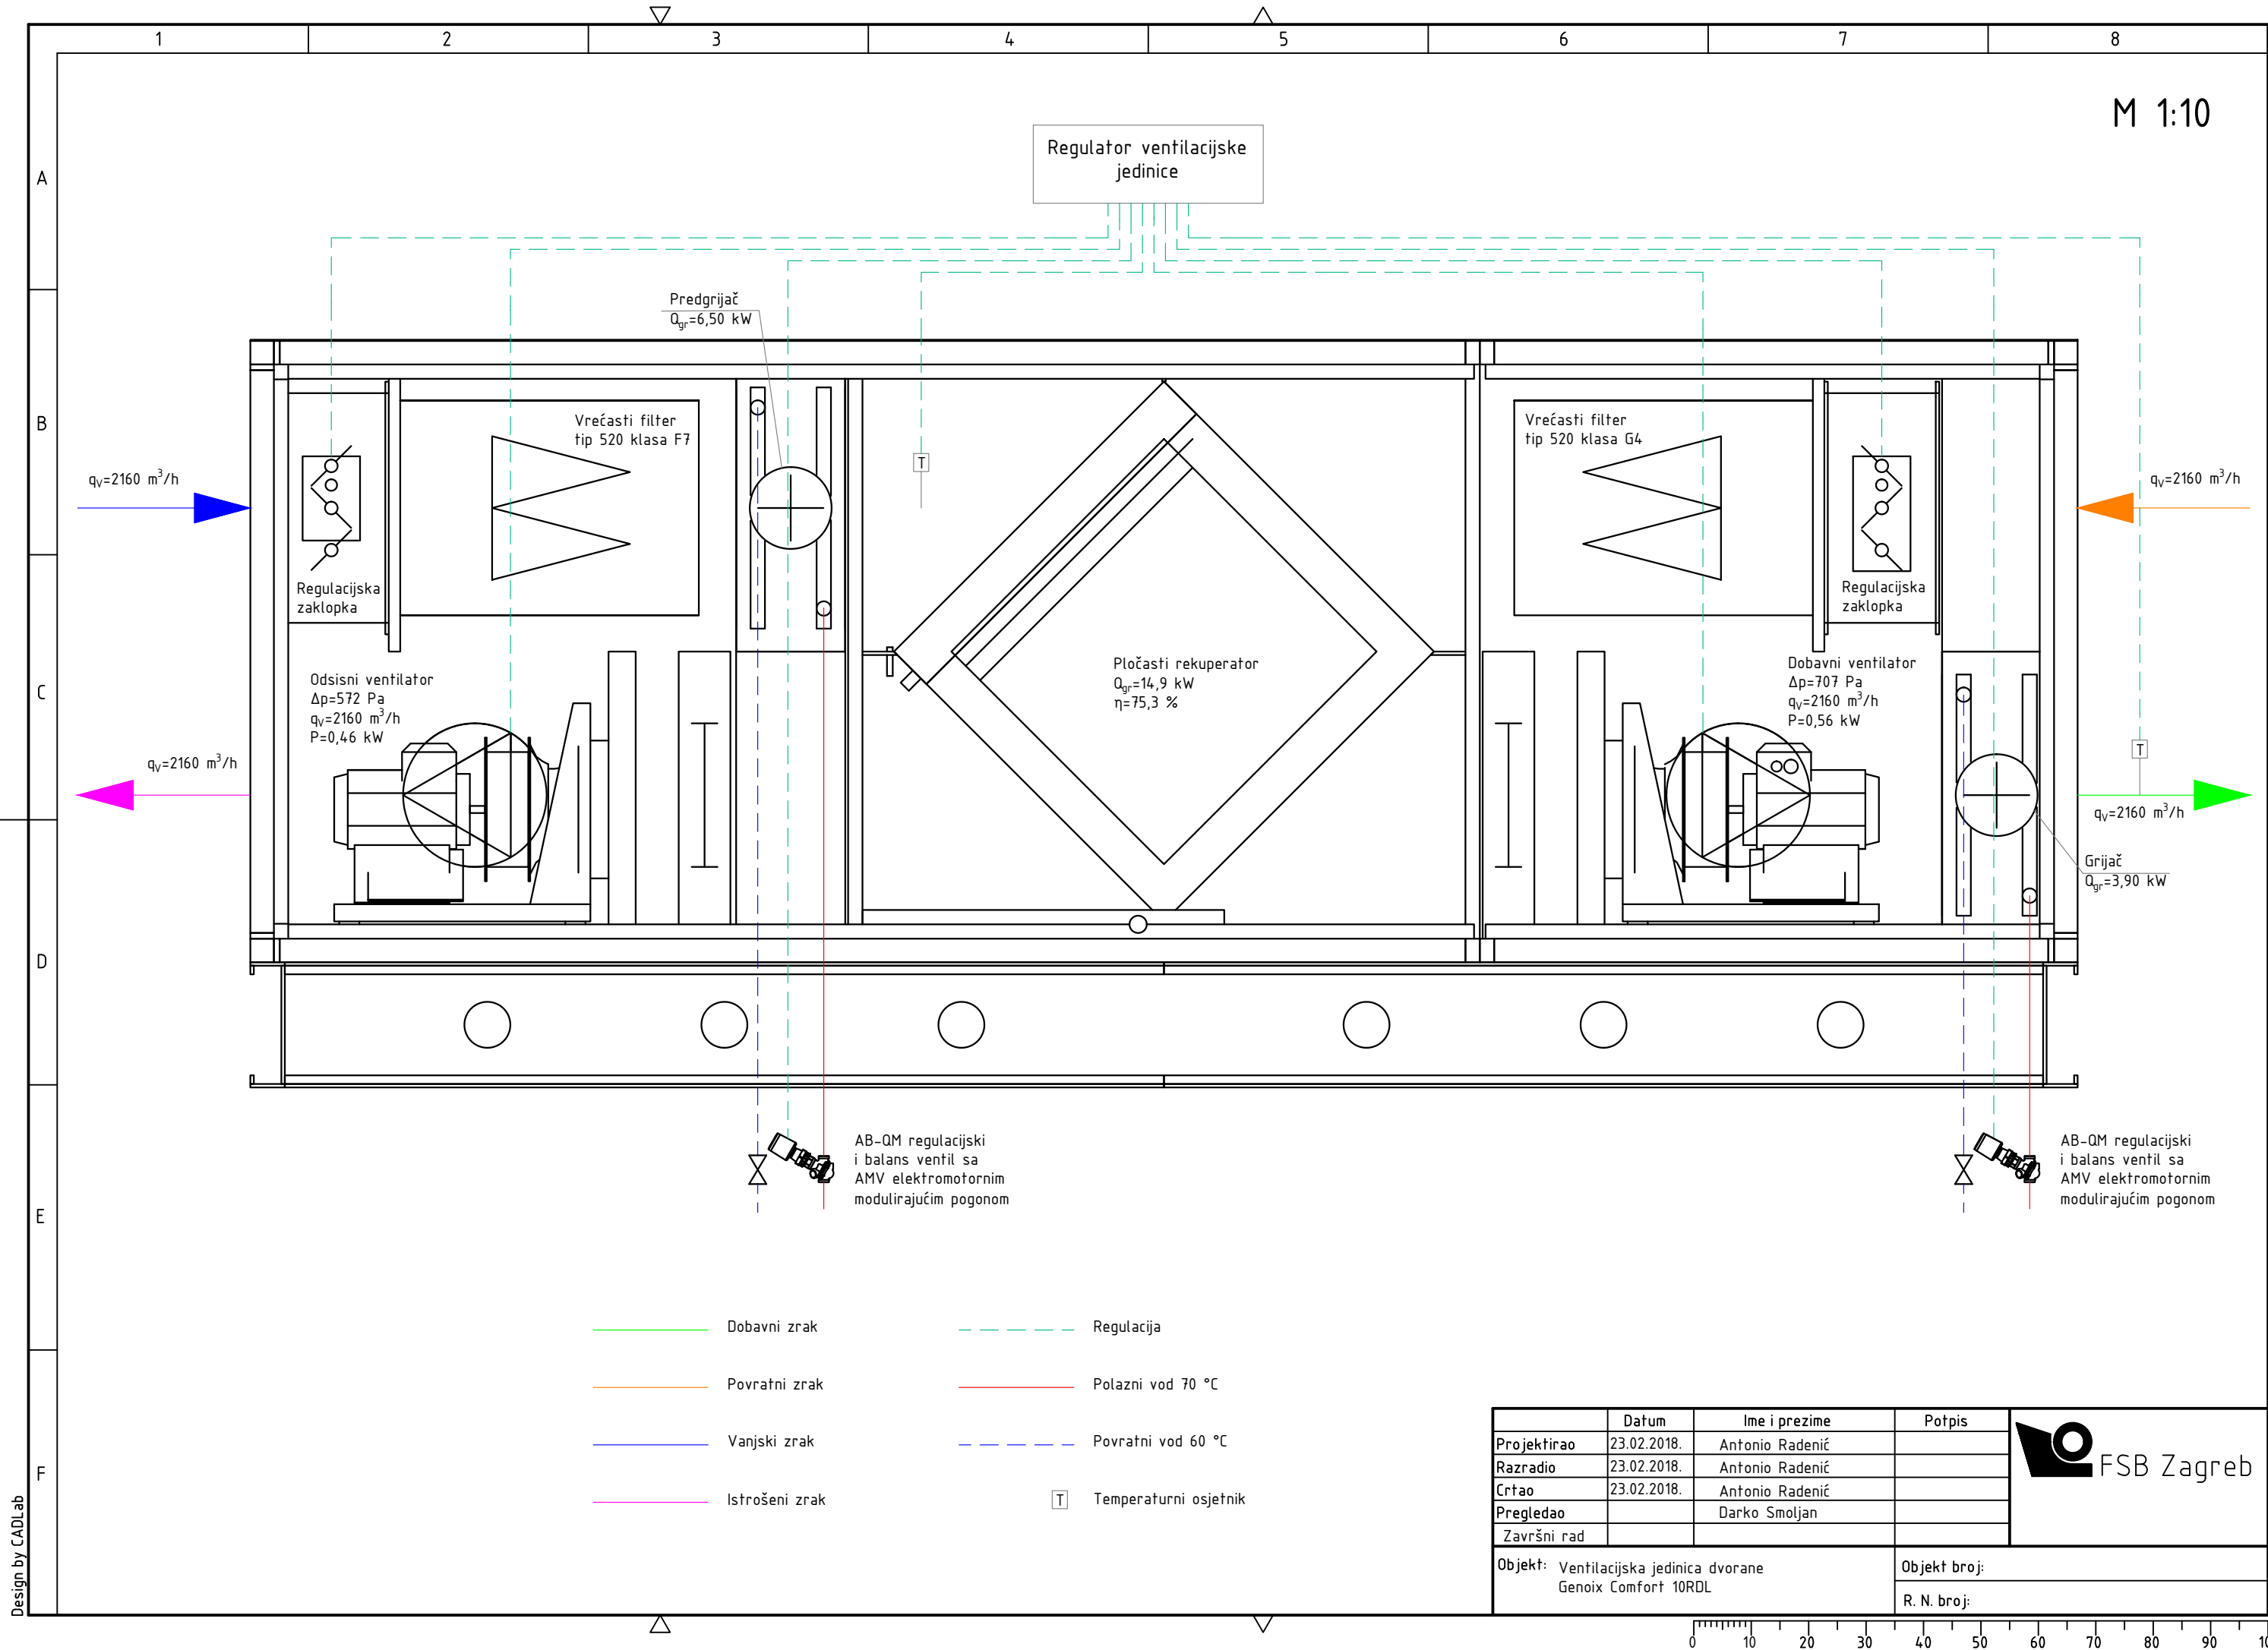 1 2 3 4 5 6 7 8
M 1:10
A
B
C
D
E
F
Regulator ventilacijske
jedinice
Predgrijač
Qgr=6,50 kW
Vrećasti filter
tip 520 klasa F7
Vrećasti filter
tip 520 klasa G4
T
qV=2160 m³/h
qV=2160 m³/h
Regulacijska
zaklopka
Regulacijska
zaklopka
Odsisni ventilator
Δp=572 Pa
qV=2160 m³/h
P=0,46 kW
Pločasti rekuperator
Qgr=14,9 kW
η=75,3 %
Dobavni ventilator
Δp=707 Pa
qV=2160 m³/h
P=0,56 kW
T
qV=2160 m³/h
qV=2160 m³/h
Grijač
Qgr=3,90 kW
AB-QM regulacijski
i balans ventil sa
AMV elektromotornim
modulirajućim pogonom
AB-QM regulacijski
i balans ventil sa
AMV elektromotornim
modulirajućim pogonom
Dobavni zrak
Povratni zrak
Vanjski zrak
Istrošeni zrak
Regulacija
Polazni vod 70 °C
Povratni vod 60 °C
T Temperaturni osjetnik
Datum Ime i prezime Potpis
Projektirao 23.02.2018. Antonio Radenić
Razradio 23.02.2018. Antonio Radenić
Crtao 23.02.2018. Antonio Radenić
Pregledao Darko Smoljan
Završni rad
FSB Zagreb
Objekt: Ventilacijska jedinica dvorane
Genoix Comfort 10RDL
Objekt broj:
R. N. broj:
Design by CADLab
0 10 20 30 40 50 60 70 80 90